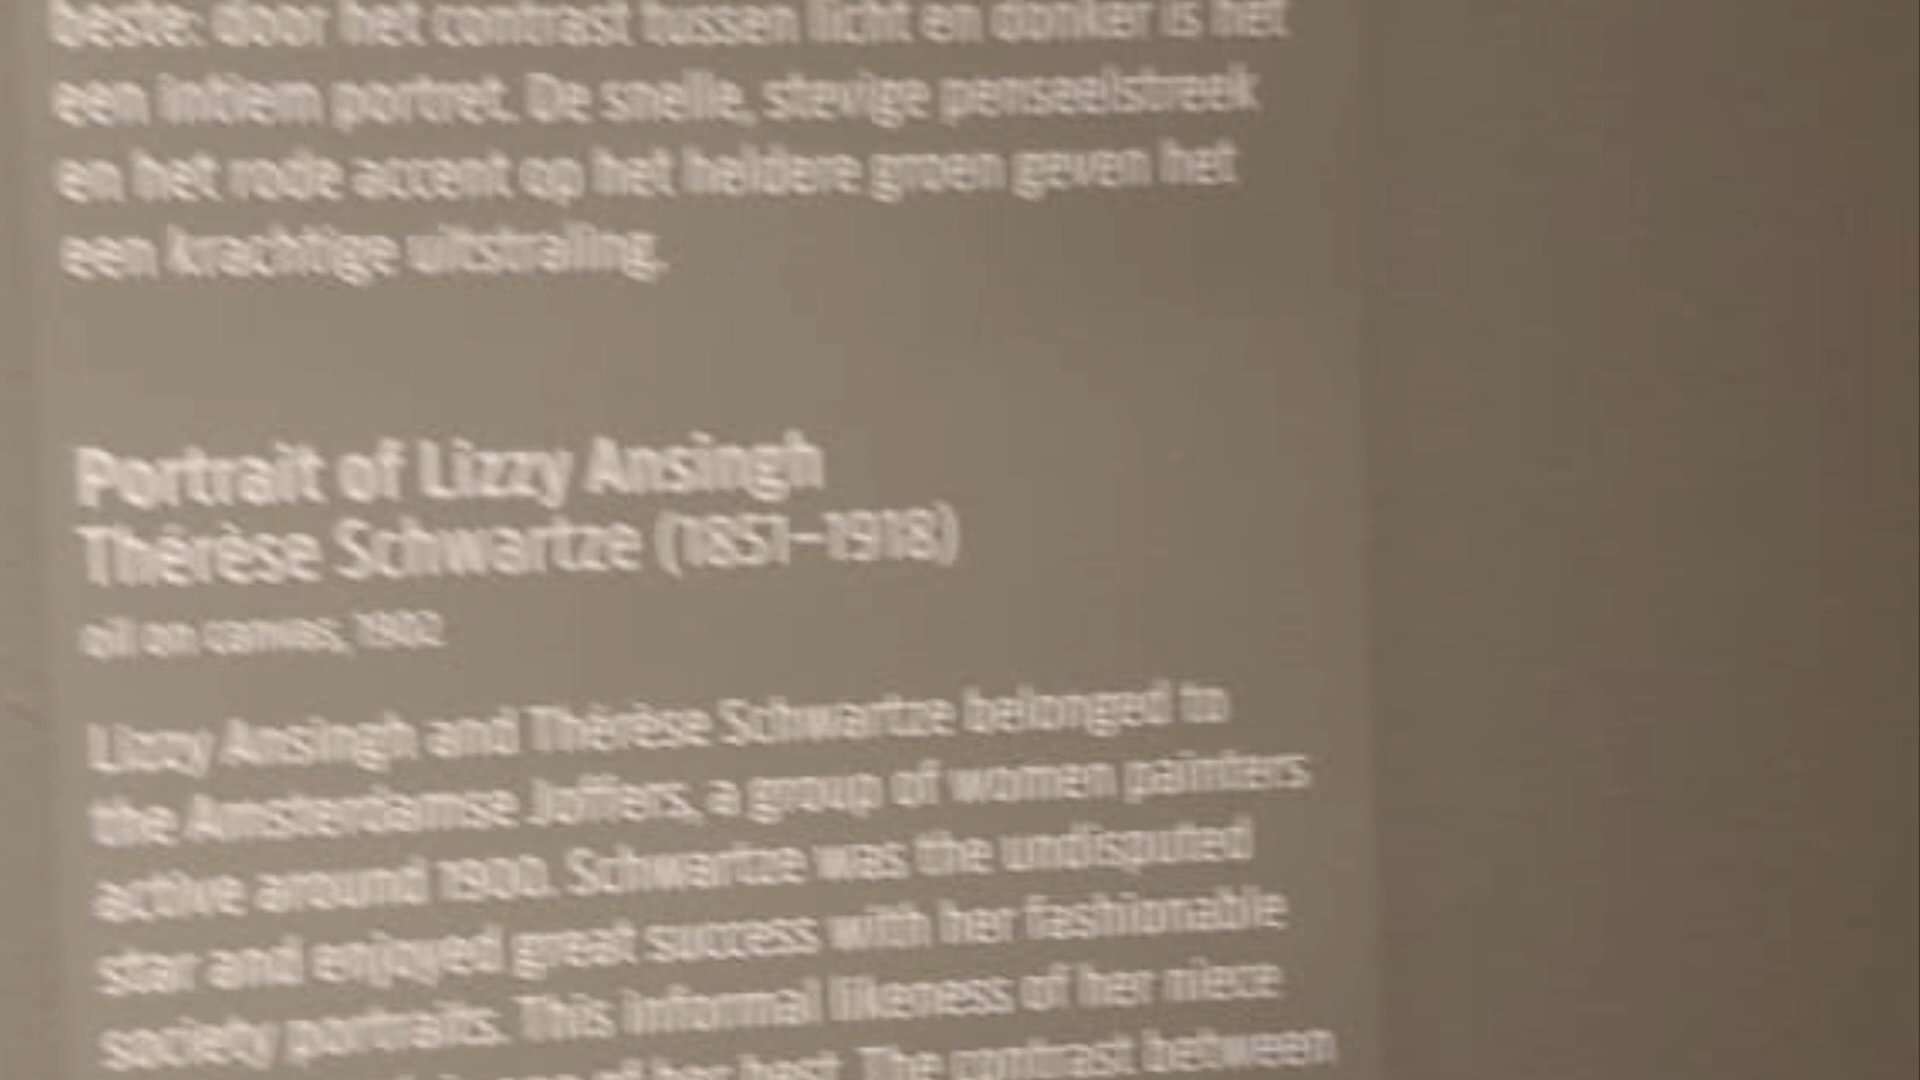 beste: door het contrast tussen licht en donker is het
een intiem portret. De snelle, stevige penseelstreek
en het rode accent op het heldere groen geven het
een krachtige uitstraling.
Portrait of Lizzy Ansingh
Thérèse Schwartze (1851–1918)
oil on canvas, 1902
Lizzy Ansingh and Thérèse Schwartze belonged to
the Amsterdamse Joffers, a group of women painters
active around 1900. Schwartze was the undisputed
star and enjoyed great success with her fashionable
society portraits. This informal likeness of her niece
of her best. The contrast between